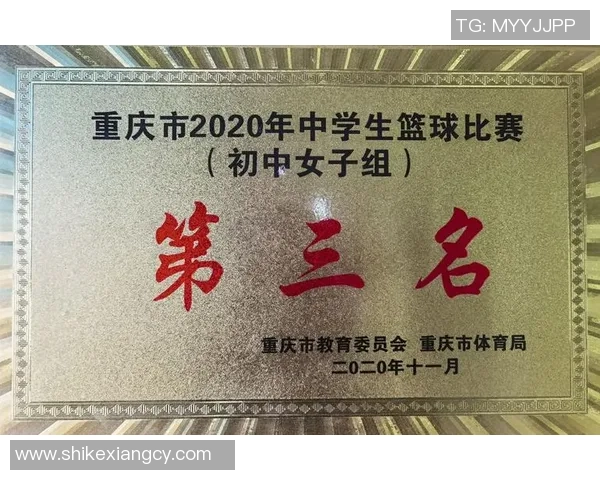 TG: MYYJJPP
重庆市2020年中学生篮球比赛
（初中女子组）
第三名
重庆市教育委员会 重庆市体育局
二〇二〇年十一月
www.shikexiangcy.com